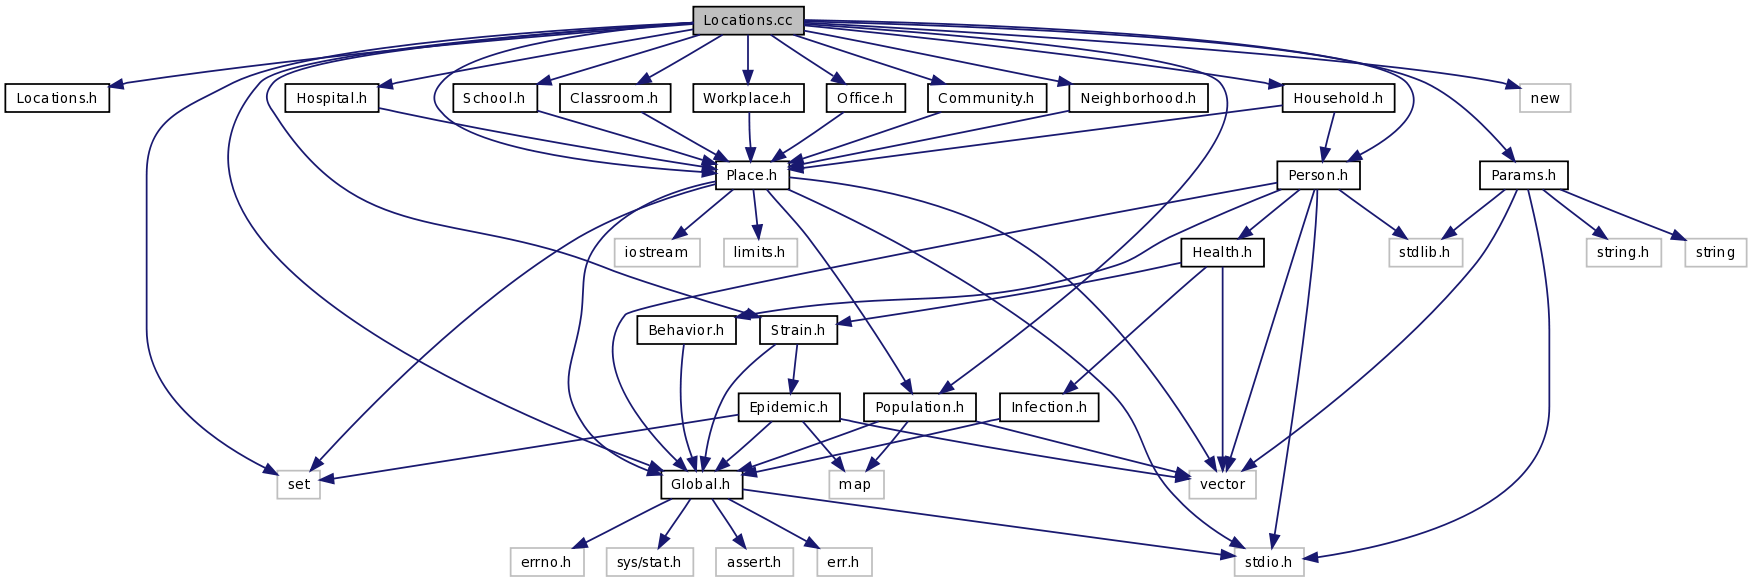 Locations.cc
Locations.h
Hospital.h
School.h
Classroom.h
Workplace.h
Office.h
Community.h
Neighborhood.h
Household.h
new
Place.h
Person.h
Params.h
iostream
limits.h
Health.h
stdlib.h
string.h
string
Behavior.h
Strain.h
Epidemic.h
Population.h
Infection.h
set
Global.h
map
vector
errno.h
sys/stat.h
assert.h
err.h
stdio.h